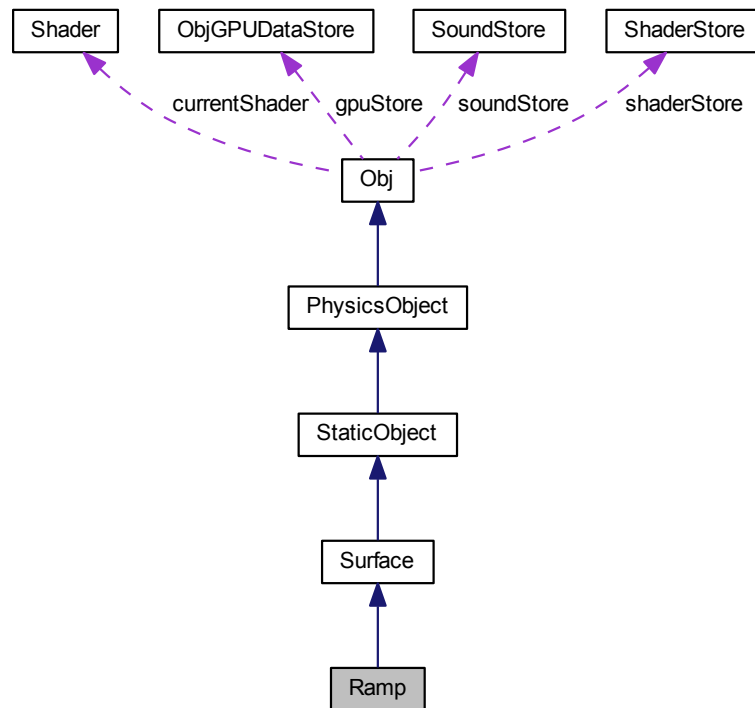 Shader
ObjGPUDataStore
SoundStore
ShaderStore
currentShader
gpuStore
soundStore
shaderStore
Obj
PhysicsObject
StaticObject
Surface
Ramp